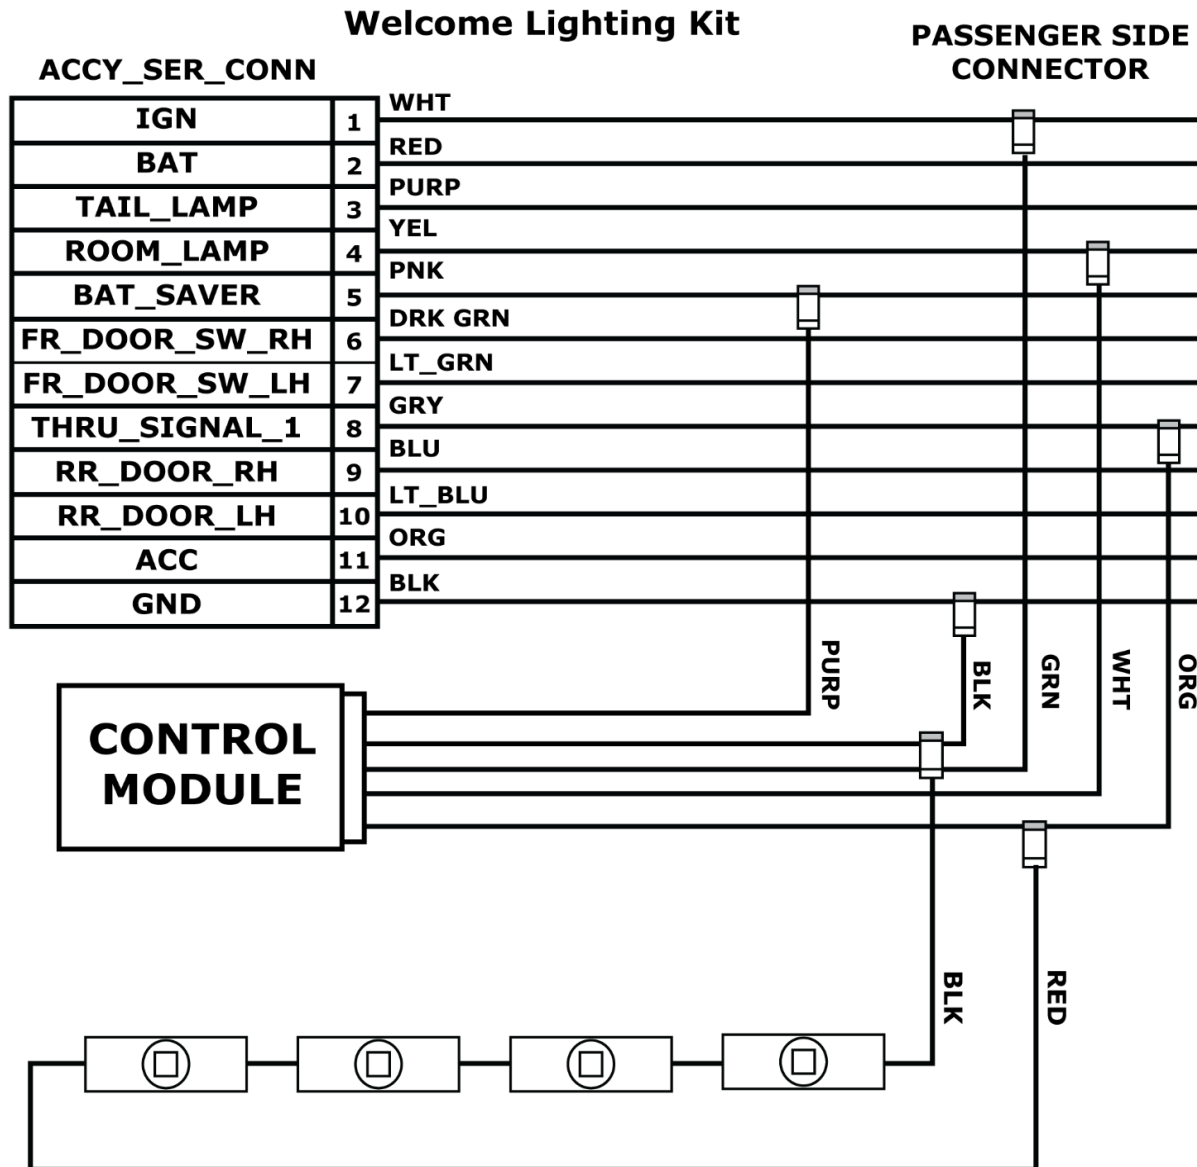 Welcome Lighting Kit
PASSENGER SIDE
CONNECTOR
ACCY_SER_CONN
IGN 1 WHT
BAT 2 RED
TAIL_LAMP 3 PURP
ROOM_LAMP 4 YEL
BAT_SAVER 5 PNK
FR_DOOR_SW_RH 6 DRK GRN
FR_DOOR_SW_LH 7 LT_GRN
THRU_SIGNAL_1 8 GRY
RR_DOOR_RH 9 BLU
RR_DOOR_LH 10 LT_BLU
ACC 11 ORG
GND 12 BLK
PURP
BLK
GRN
WHT
ORG
CONTROL
MODULE
BLK
RED